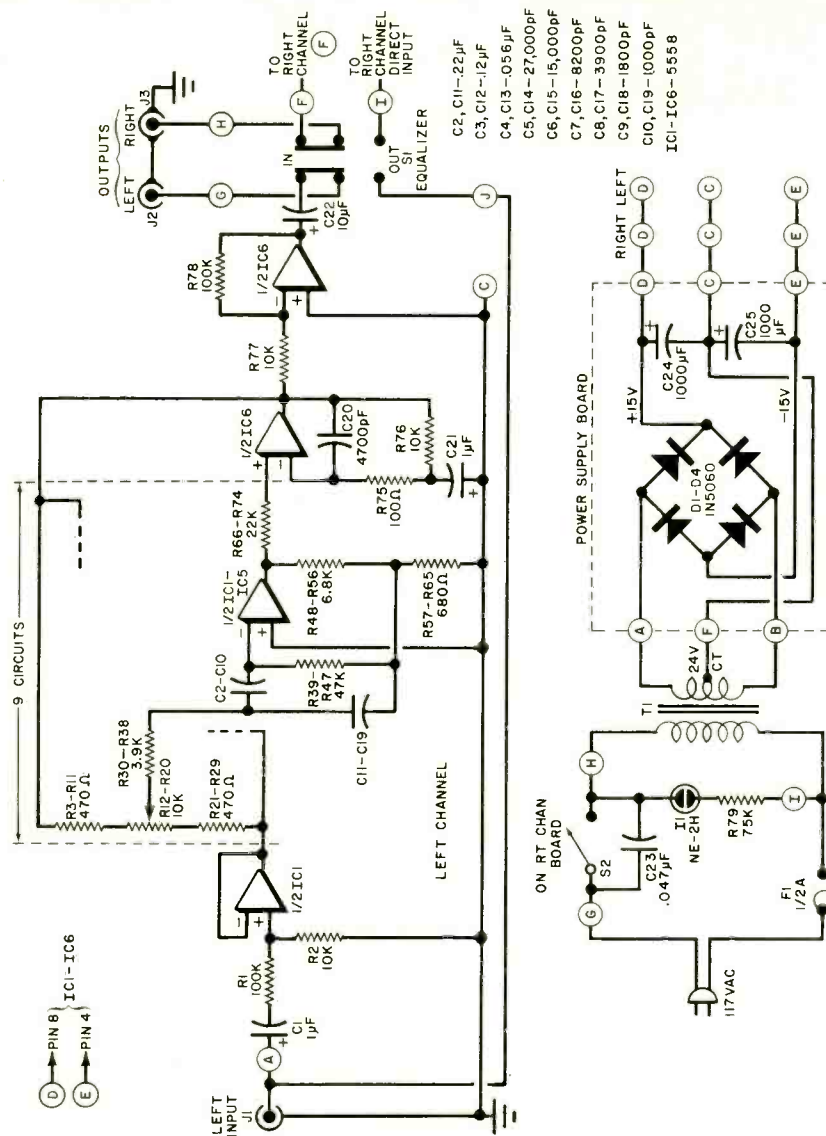 D PIN 8
E PIN 4
IC1-IC6
9 CIRCUITS
R3-R11
470Ω
R12-R20
10K
R21-R29
470Ω
R30-R38
3.9K
C2-C10
C11-C19
R39-
R47
47K
1/2IC1-
IC5
-
+
R48-R56
6.8K
R57-R65
680Ω
R66-R74
22K
1/2IC6
+
-
C20
4700pF
R75
100Ω
R76
10K
C21
1µF
+
R77
10K
R78
100K
1/2IC6
-
+
C22
10µF
+
LEFT
INPUT
J1
A
C1
1µF
+
R1
100K
R2
10K
1/2IC1
-
+
LEFT CHANNEL
C
J
OUTPUTS
LEFT
RIGHT
J2
J3
G
H
IN
OUT
S1
EQUALIZER
F
TO
RIGHT
CHANNEL
F
I
TO
RIGHT
CHANNEL
DIRECT
INPUT
C2,C11-.22µF
C3,C12-.12µF
C4,C13-.056µF
C5,C14-27,000pF
C6,C15-15,000pF
C7,C16-8200pF
C8,C17-3900pF
C9,C18-1800pF
C10,C19-1000pF
IC1-IC6-5558
117VAC
G
ON RT CHAN
BOARD
S2
C23
.047µF
H
I1
NE-2H
R79
75K
I
F1
1/2A
T1
24V
CT
A
F
B
POWER SUPPLY BOARD
D1-D4
IN5060
+15V
-15V
C24
1000µF
+
C25
1000
µF
+
RIGHT LEFT
D D D
C C C
E E E